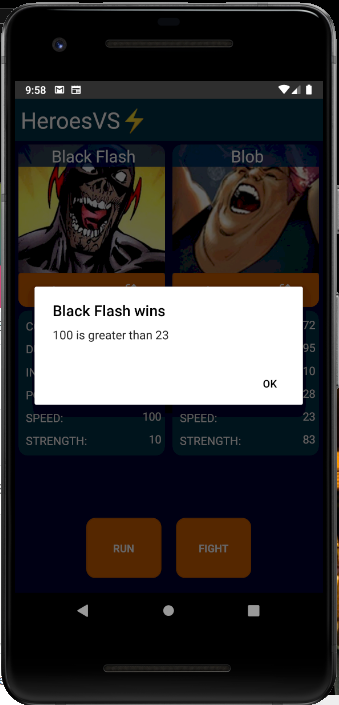 9:58
HeroesVS⚡
Black Flash
Blob
Black Flash wins
100 is greater than 23
OK
72
95
10
28
SPEED: 100
SPEED: 23
STRENGTH: 10
STRENGTH: 83
RUN
FIGHT